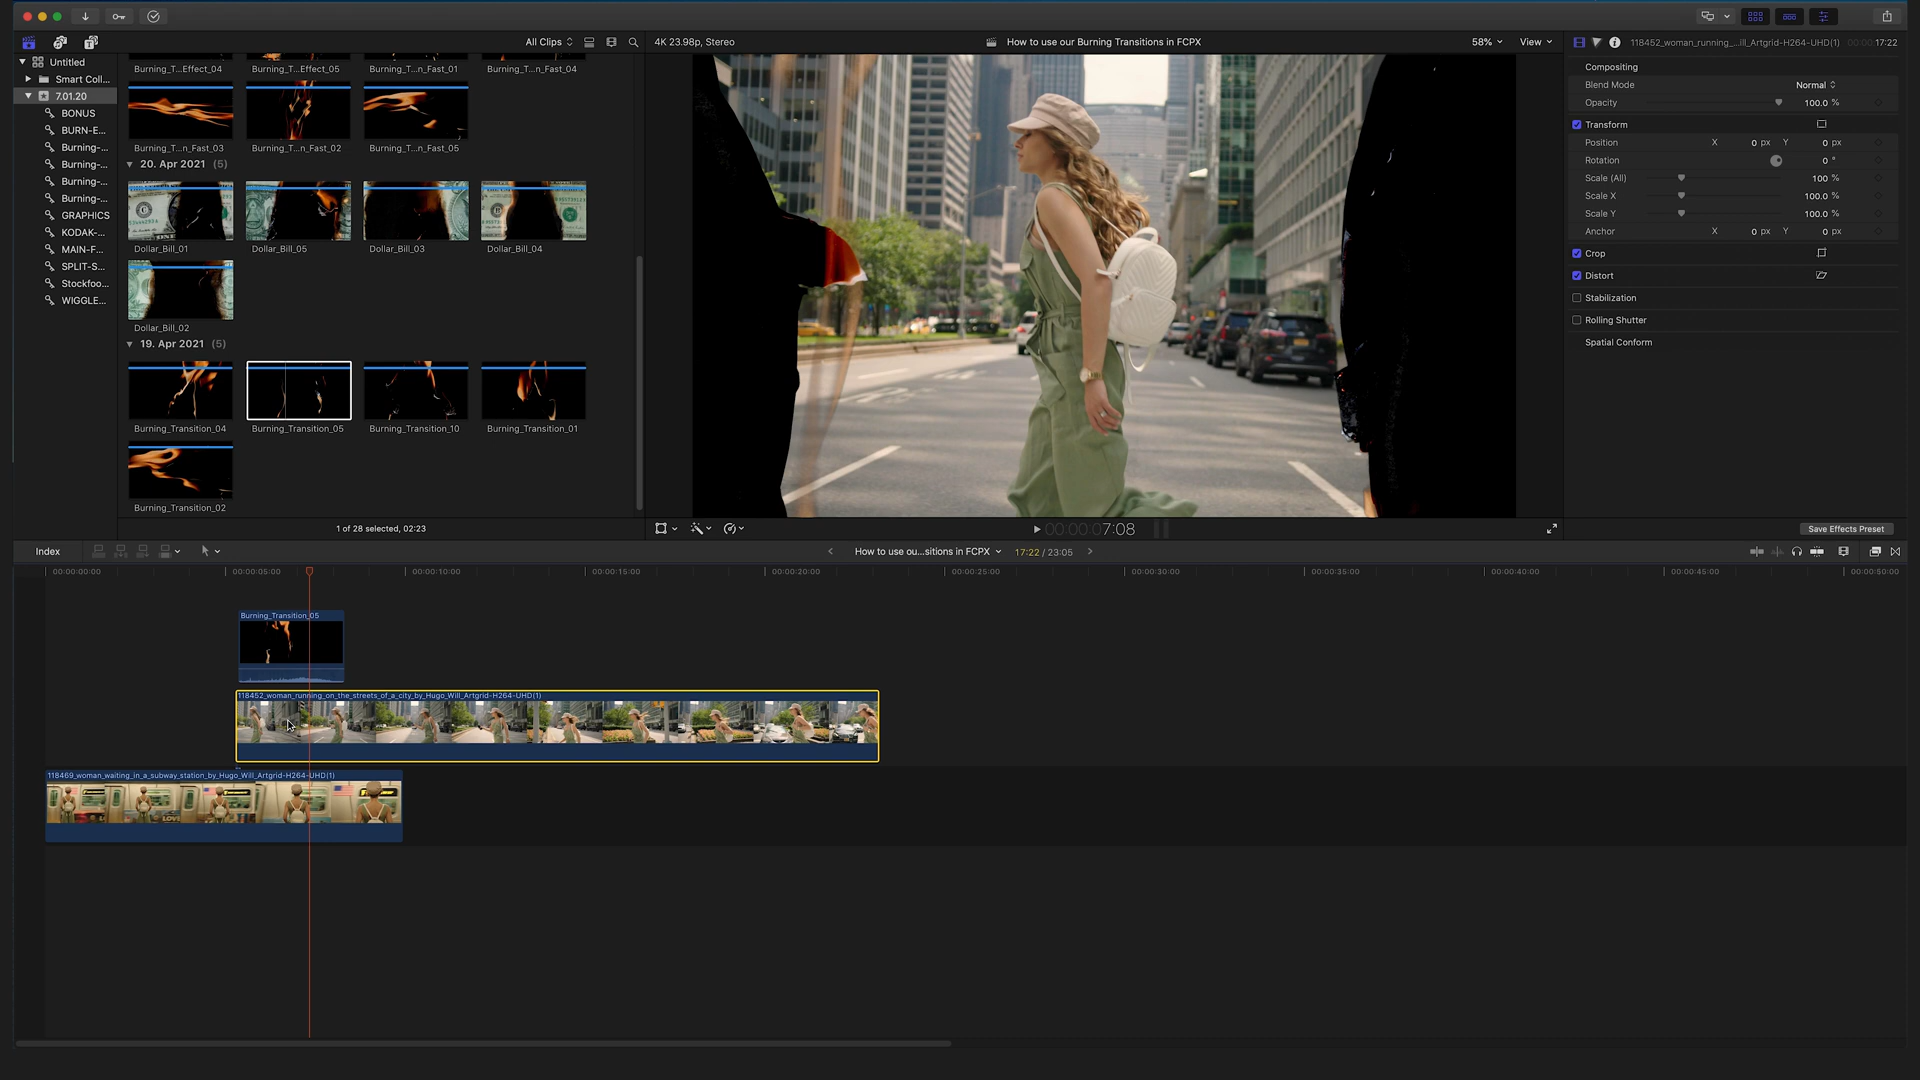 All Clips
4K 23.98p, Stereo
How to use our Burning Transitions in FCPX
58%
View
118452_woman_running_...ill_Artgrid-H264-UHD(1)
00:00:17:22
Untitled
Smart Coll...
7.01.20
BONUS
BURN-E...
Burning-...
Burning-...
Burning-...
Burning-...
GRAPHICS
KODAK-...
MAIN-F...
SPLIT-S...
Stockfoo...
WIGGLE...
Burning_T...Effect_04
Burning_T...Effect_05
Burning_T...n_Fast_01
Burning_T...n_Fast_04
Burning_T...n_Fast_03
Burning_T...n_Fast_02
Burning_T...n_Fast_05
20. Apr 2021 (5)
Dollar_Bill_01
Dollar_Bill_05
Dollar_Bill_03
Dollar_Bill_04
Dollar_Bill_02
19. Apr 2021 (5)
Burning_Transition_04
Burning_Transition_05
Burning_Transition_10
Burning_Transition_01
Burning_Transition_02
1 of 28 selected, 02:23
00:00:07:08
Compositing
Blend Mode
Normal
Opacity
100.0 %
Transform
Position
X 0 px Y 0 px
Rotation
0 °
Scale (All)
100 %
Scale X
100.0 %
Scale Y
100.0 %
Anchor
X 0 px Y 0 px
Crop
Distort
Stabilization
Rolling Shutter
Spatial Conform
Save Effects Preset
Index
How to use ou...sitions in FCPX
17:22 / 23:05
00:00:00:00
00:00:05:00
00:00:10:00
00:00:15:00
00:00:20:00
00:00:25:00
00:00:30:00
00:00:35:00
00:00:40:00
00:00:45:00
00:00:50:00
Burning_Transition_05
118452_woman_running_on_the_streets_of_a_city_by_Hugo_Will_Artgrid-H264-UHD(1)
118469_woman_waiting_in_a_subway_station_by_Hugo_Will_Artgrid-H264-UHD(1)